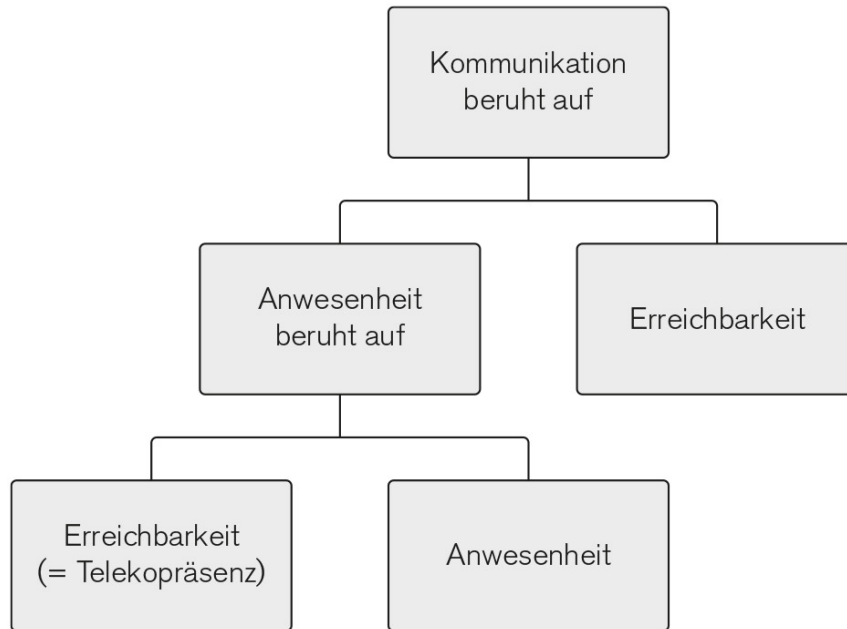 Kommunikation
beruht auf
Anwesenheit
beruht auf
Erreichbarkeit
Erreichbarkeit
(= Telekopräsenz)
Anwesenheit